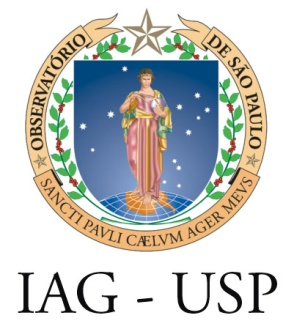 OBSERVATÓRIO DE SÃO PAULO
SANCTI PAVLI CÆLVM AGER MEVS
IAG - USP